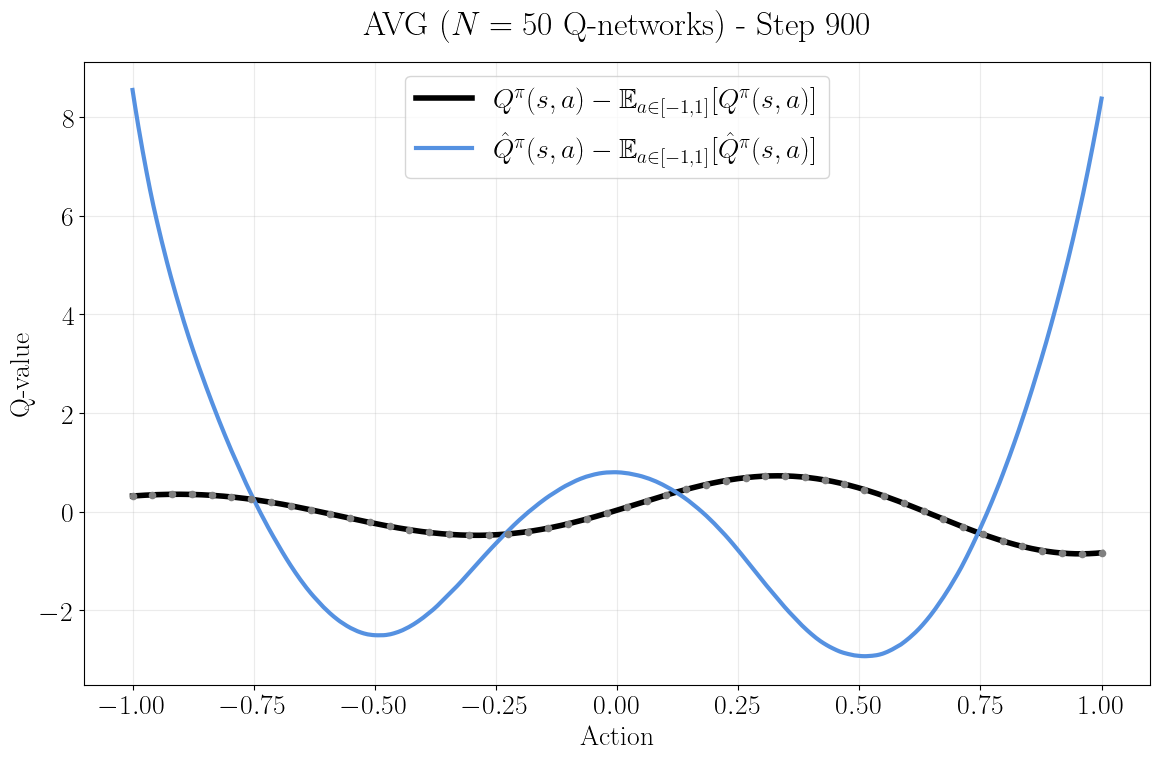 AVG (N = 50 Q-networks) - Step 900
Q^π(s, a) − 𝔼_{a∈[−1,1]}[Q^π(s, a)]
Q̂^π(s, a) − 𝔼_{a∈[−1,1]}[Q̂^π(s, a)]
Q-value
8
6
4
2
0
−2
−1.00 −0.75 −0.50 −0.25 0.00 0.25 0.50 0.75 1.00
Action